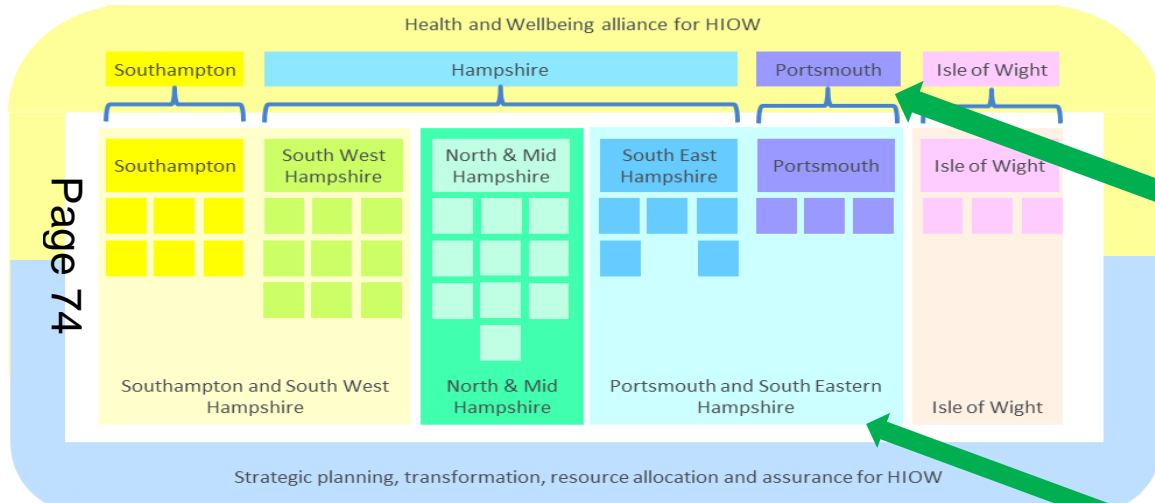 Health and Wellbeing alliance for HIOW
Southampton
Hampshire
Portsmouth
Isle of Wight
Southampton
South West
Hampshire
North & Mid
Hampshire
South East
Hampshire
Portsmouth
Isle of Wight
Page 74
Southampton and South West
Hampshire
North & Mid
Hampshire
Portsmouth and South Eastern
Hampshire
Isle of Wight
Strategic planning, transformation, resource allocation and assurance for HIOW